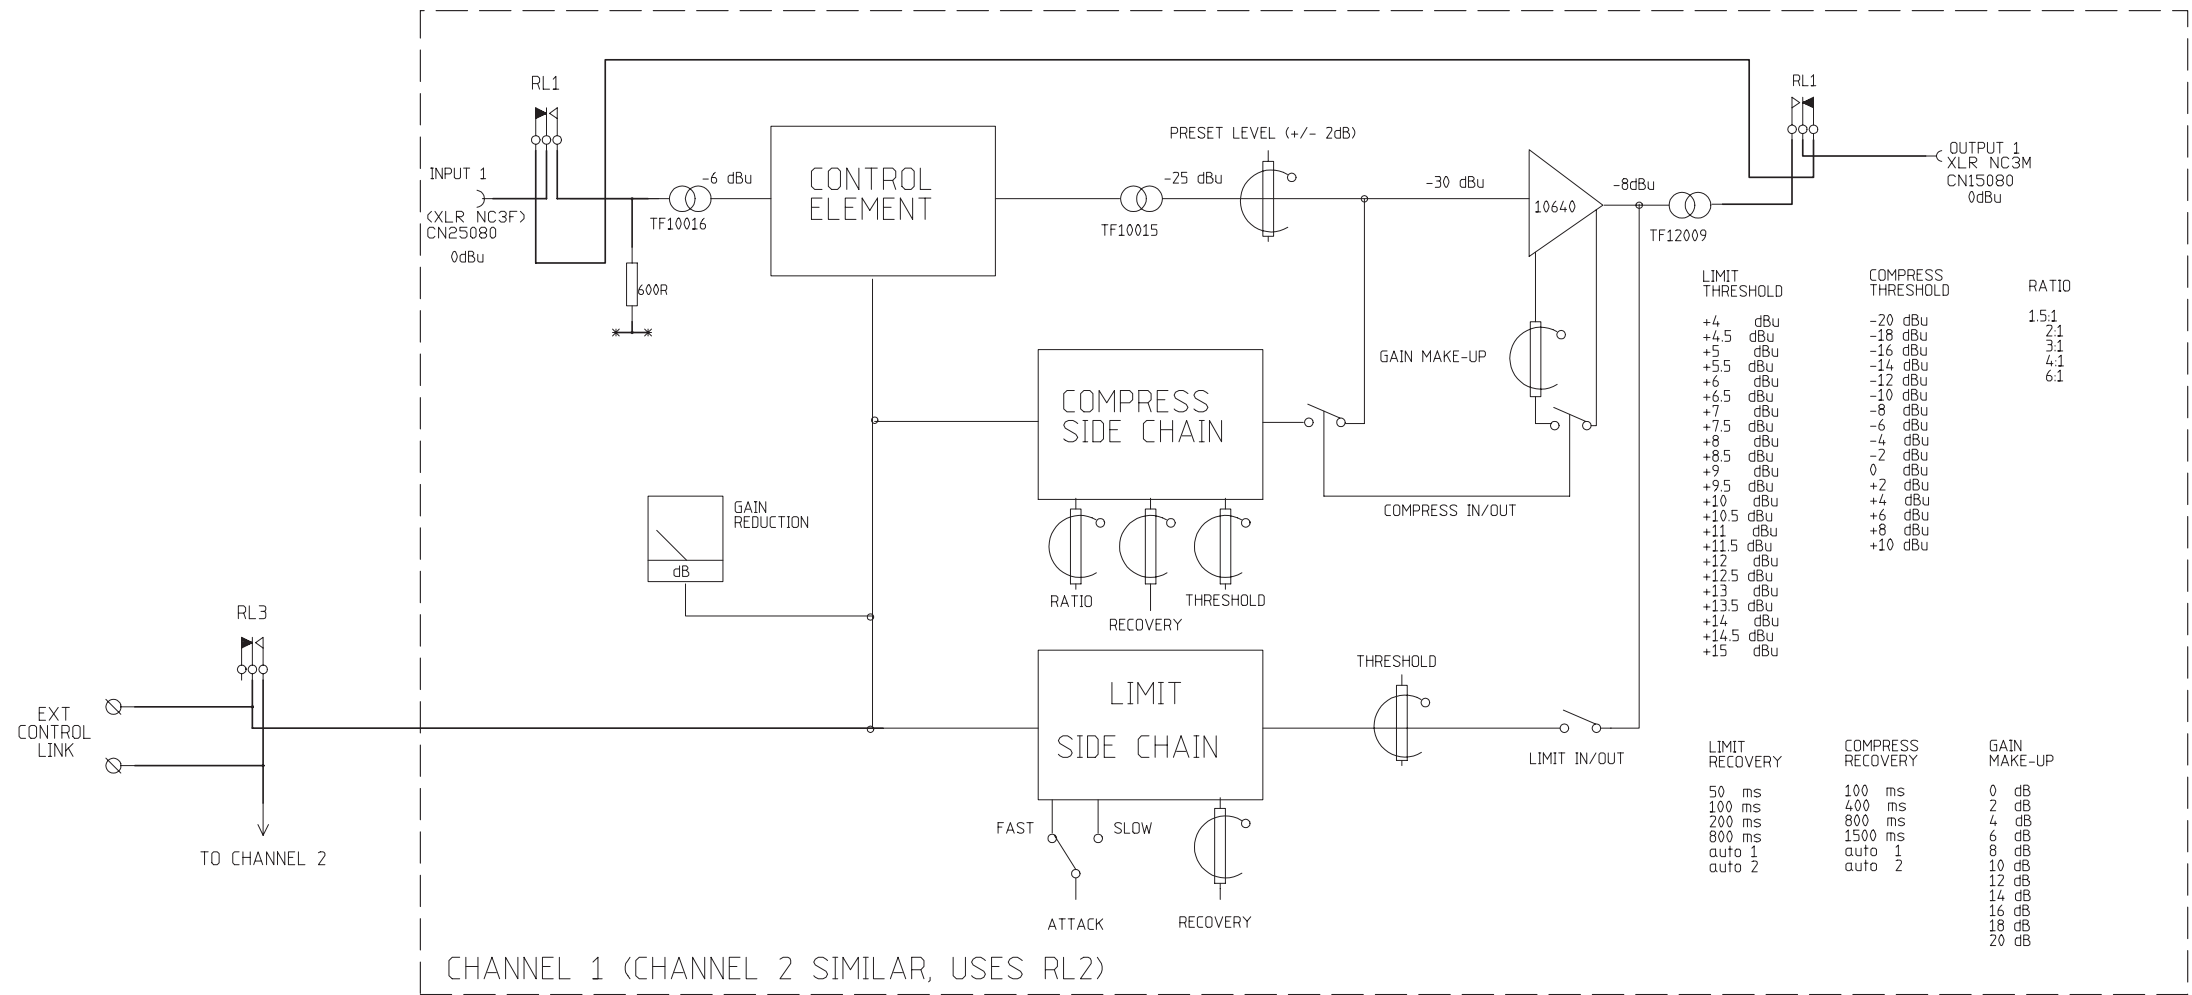 RL1
RL1
INPUT 1
(XLR NC3F)
CN25080
0dBu
-6 dBu
TF10016
600R
CONTROL
ELEMENT
-25 dBu
TF10015
PRESET LEVEL (+/- 2dB)
-30 dBu
10640
-8dBu
TF12009
OUTPUT 1
XLR NC3M
CN15080
0dBu
GAIN MAKE-UP
COMPRESS
SIDE CHAIN
COMPRESS IN/OUT
RATIO
RECOVERY
THRESHOLD
GAIN
REDUCTION
dB
RL3
EXT
CONTROL
LINK
TO CHANNEL 2
LIMIT
SIDE CHAIN
THRESHOLD
LIMIT IN/OUT
FAST
SLOW
ATTACK
RECOVERY
LIMIT
THRESHOLD
+4 dBu
+4.5 dBu
+5 dBu
+5.5 dBu
+6 dBu
+6.5 dBu
+7 dBu
+7.5 dBu
+8 dBu
+8.5 dBu
+9 dBu
+9.5 dBu
+10 dBu
+10.5 dBu
+11 dBu
+11.5 dBu
+12 dBu
+12.5 dBu
+13 dBu
+13.5 dBu
+14 dBu
+14.5 dBu
+15 dBu
COMPRESS
THRESHOLD
-20 dBu
-18 dBu
-16 dBu
-14 dBu
-12 dBu
-10 dBu
-8 dBu
-6 dBu
-4 dBu
-2 dBu
0 dBu
+2 dBu
+4 dBu
+6 dBu
+8 dBu
+10 dBu
RATIO
1.5:1
2:1
3:1
4:1
6:1
LIMIT
RECOVERY
50 ms
100 ms
200 ms
800 ms
auto 1
auto 2
COMPRESS
RECOVERY
100 ms
400 ms
800 ms
1500 ms
auto 1
auto 2
GAIN
MAKE-UP
0 dB
2 dB
4 dB
6 dB
8 dB
10 dB
12 dB
14 dB
16 dB
18 dB
20 dB
CHANNEL 1 (CHANNEL 2 SIMILAR, USES RL2)